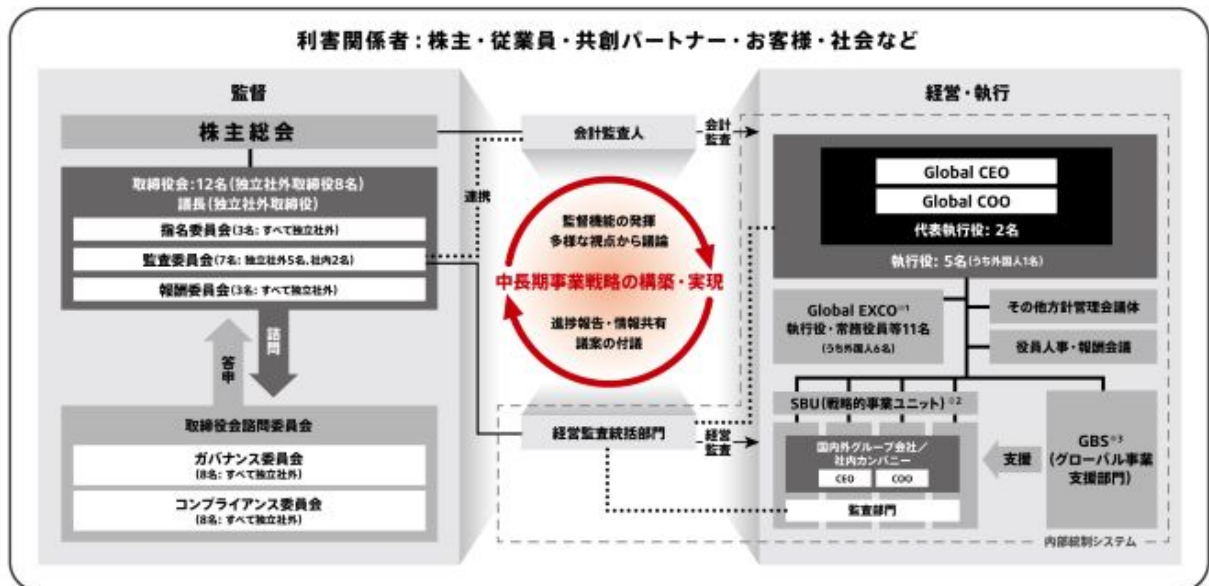 利害関係者：株主・従業員・共創パートナー・お客様・社会など
監督
株主総会
取締役会：12名（独立社外取締役8名）
議長（独立社外取締役）
指名委員会（3名：すべて独立社外）
監査委員会（7名：独立社外5名、社内2名）
報酬委員会（3名：すべて独立社外）
答申
諮問
取締役会諮問委員会
ガバナンス委員会
（8名：すべて独立社外）
コンプライアンス委員会
（8名：すべて独立社外）
会計監査人
会計
監査
連携
監督機能の発揮
多様な視点から議論
中長期事業戦略の構築・実現
進捗報告・情報共有
議案の付議
経営監査統括部門
経営
監査
経営・執行
Global CEO
Global COO
代表執行役：2名
執行役：5名（うち外国人1名）
Global EXCO※1
執行役・常務役員等11名
（うち外国人6名）
その他方針管理会議体
役員人事・報酬会議
SBU（戦略的事業ユニット）※2
国内外グループ会社／
社内カンパニー
CEO
COO
監査部門
支援
GBS※3
（グローバル事業
支援部門）
内部統制システム